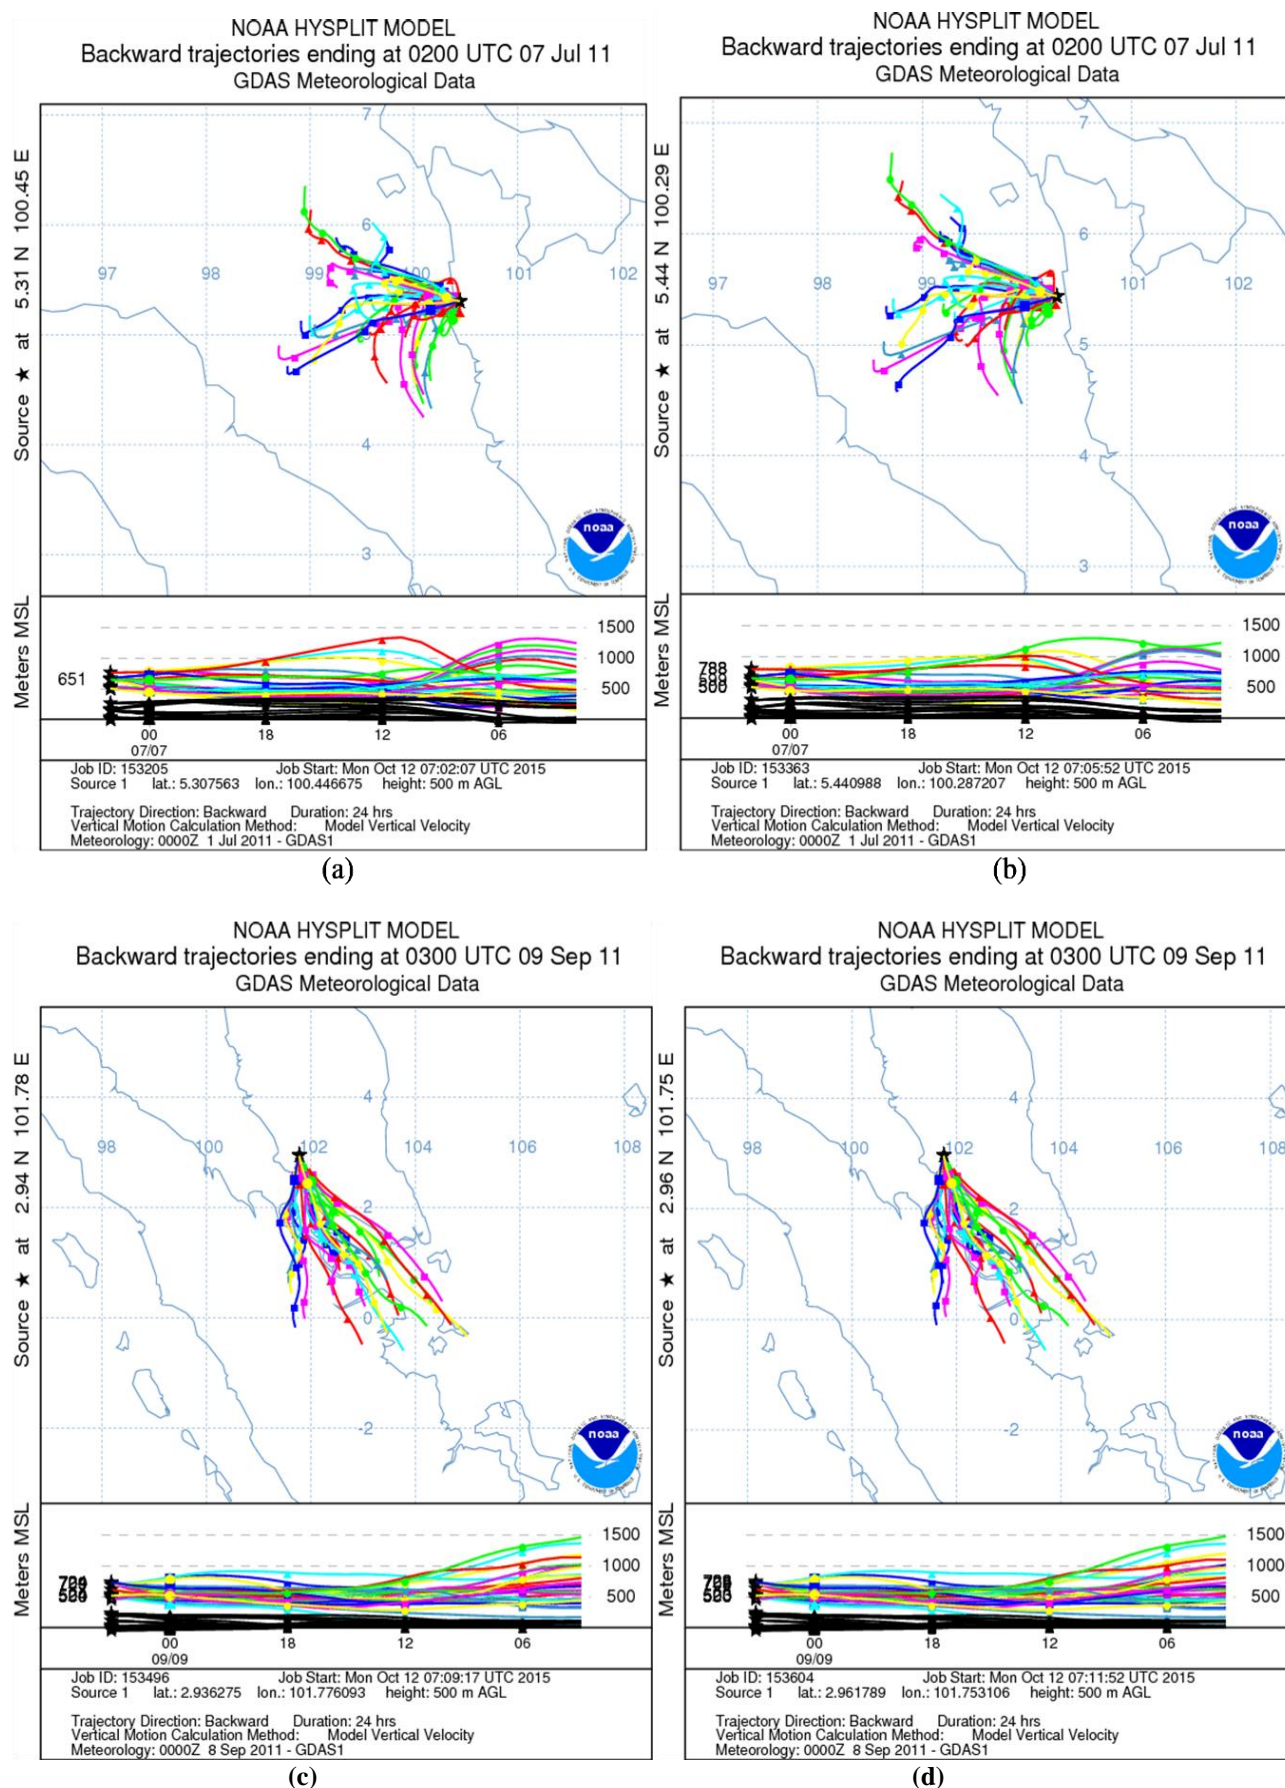 NOAA HYSPLIT MODEL
Backward trajectories ending at 0200 UTC 07 Jul 11
GDAS Meteorological Data
Source ★ at 5.31 N 100.45 E
7
6
97 98 99 100 101 102
5
4
3
noaa
Meters MSL
651
1500
1000
500
00 18 12 06
07/07
Job ID: 153205 Job Start: Mon Oct 12 07:02:07 UTC 2015
Source 1 lat.: 5.307563 lon.: 100.446675 height: 500 m AGL
Trajectory Direction: Backward Duration: 24 hrs
Vertical Motion Calculation Method: Model Vertical Velocity
Meteorology: 0000Z 1 Jul 2011 - GDAS1
(a)
NOAA HYSPLIT MODEL
Backward trajectories ending at 0200 UTC 07 Jul 11
GDAS Meteorological Data
Source ★ at 5.44 N 100.29 E
7
6
97 98 99 101 102
5
4
3
noaa
Meters MSL
788
500
1500
1000
500
00 18 12 06
07/07
Job ID: 153363 Job Start: Mon Oct 12 07:05:52 UTC 2015
Source 1 lat.: 5.440988 lon.: 100.287207 height: 500 m AGL
Trajectory Direction: Backward Duration: 24 hrs
Vertical Motion Calculation Method: Model Vertical Velocity
Meteorology: 0000Z 1 Jul 2011 - GDAS1
(b)
NOAA HYSPLIT MODEL
Backward trajectories ending at 0300 UTC 09 Sep 11
GDAS Meteorological Data
Source ★ at 2.94 N 101.78 E
4
98 100 102 104 106 108
2
0
-2
noaa
Meters MSL
1500
1000
500
00 18 12 06
09/09
Job ID: 153496 Job Start: Mon Oct 12 07:09:17 UTC 2015
Source 1 lat.: 2.936275 lon.: 101.776093 height: 500 m AGL
Trajectory Direction: Backward Duration: 24 hrs
Vertical Motion Calculation Method: Model Vertical Velocity
Meteorology: 0000Z 8 Sep 2011 - GDAS1
(c)
NOAA HYSPLIT MODEL
Backward trajectories ending at 0300 UTC 09 Sep 11
GDAS Meteorological Data
Source ★ at 2.96 N 101.75 E
4
98 100 102 104 106 108
2
0
-2
noaa
Meters MSL
1500
1000
500
00 18 12 06
09/09
Job ID: 153604 Job Start: Mon Oct 12 07:11:52 UTC 2015
Source 1 lat.: 2.961789 lon.: 101.753106 height: 500 m AGL
Trajectory Direction: Backward Duration: 24 hrs
Vertical Motion Calculation Method: Model Vertical Velocity
Meteorology: 0000Z 8 Sep 2011 - GDAS1
(d)